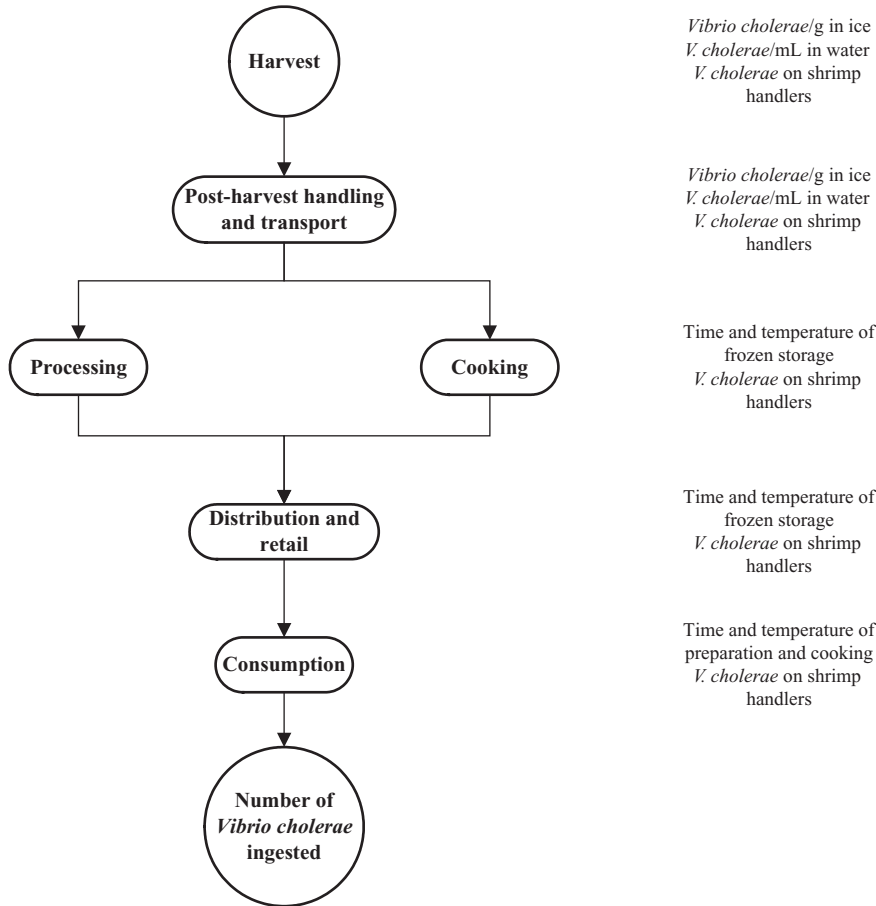 Harvest
Vibrio cholerae/g in ice
V. cholerae/mL in water
V. cholerae on shrimp
handlers
Post-harvest handling
and transport
Vibrio cholerae/g in ice
V. cholerae/mL in water
V. cholerae on shrimp
handlers
Processing
Cooking
Time and temperature of
frozen storage
V. cholerae on shrimp
handlers
Distribution and
retail
Time and temperature of
frozen storage
V. cholerae on shrimp
handlers
Consumption
Time and temperature of
preparation and cooking
V. cholerae on shrimp
handlers
Number of
Vibrio cholerae
ingested